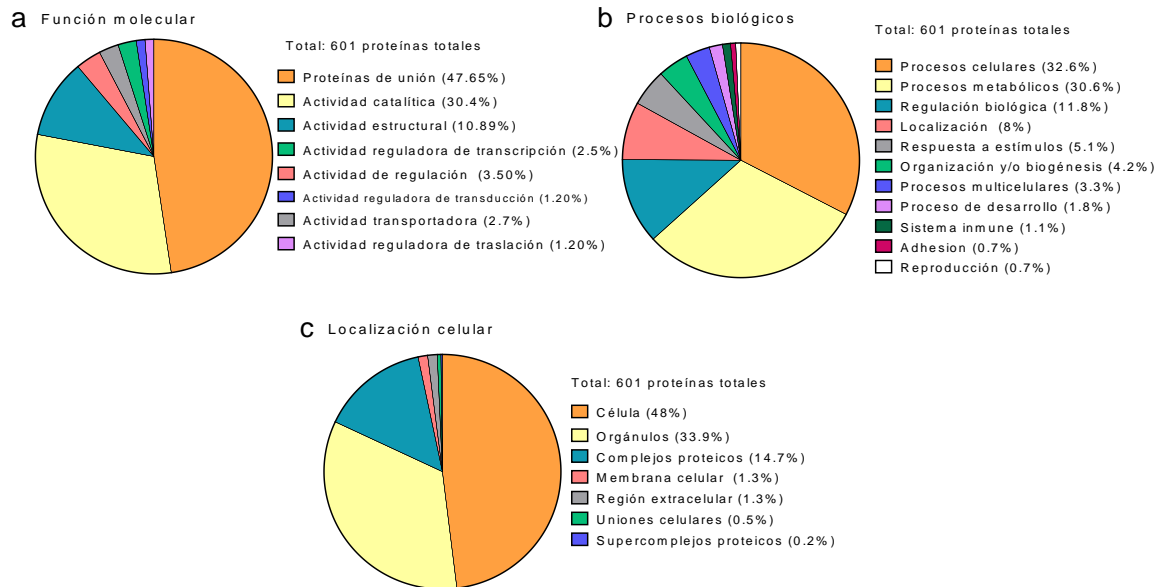 a Función molecular
Total: 601 proteínas totales
Proteínas de unión (47.65%)
Actividad catalítica (30.4%)
Actividad estructural (10.89%)
Actividad reguladora de transcripción (2.5%)
Actividad de regulación (3.50%)
Actividad reguladora de transducción (1.20%)
Actividad transportadora (2.7%)
Actividad reguladora de traslación (1.20%)
b Procesos biológicos
Total: 601 proteínas totales
Procesos celulares (32.6%)
Procesos metabólicos (30.6%)
Regulación biológica (11.8%)
Localización (8%)
Respuesta a estímulos (5.1%)
Organización y/o biogénesis (4.2%)
Procesos multicelulares (3.3%)
Proceso de desarrollo (1.8%)
Sistema inmune (1.1%)
Adhesion (0.7%)
Reproducción (0.7%)
c Localización celular
Total: 601 proteínas totales
Célula (48%)
Orgánulos (33.9%)
Complejos proteicos (14.7%)
Membrana celular (1.3%)
Región extracelular (1.3%)
Uniones celulares (0.5%)
Supercomplejos proteicos (0.2%)